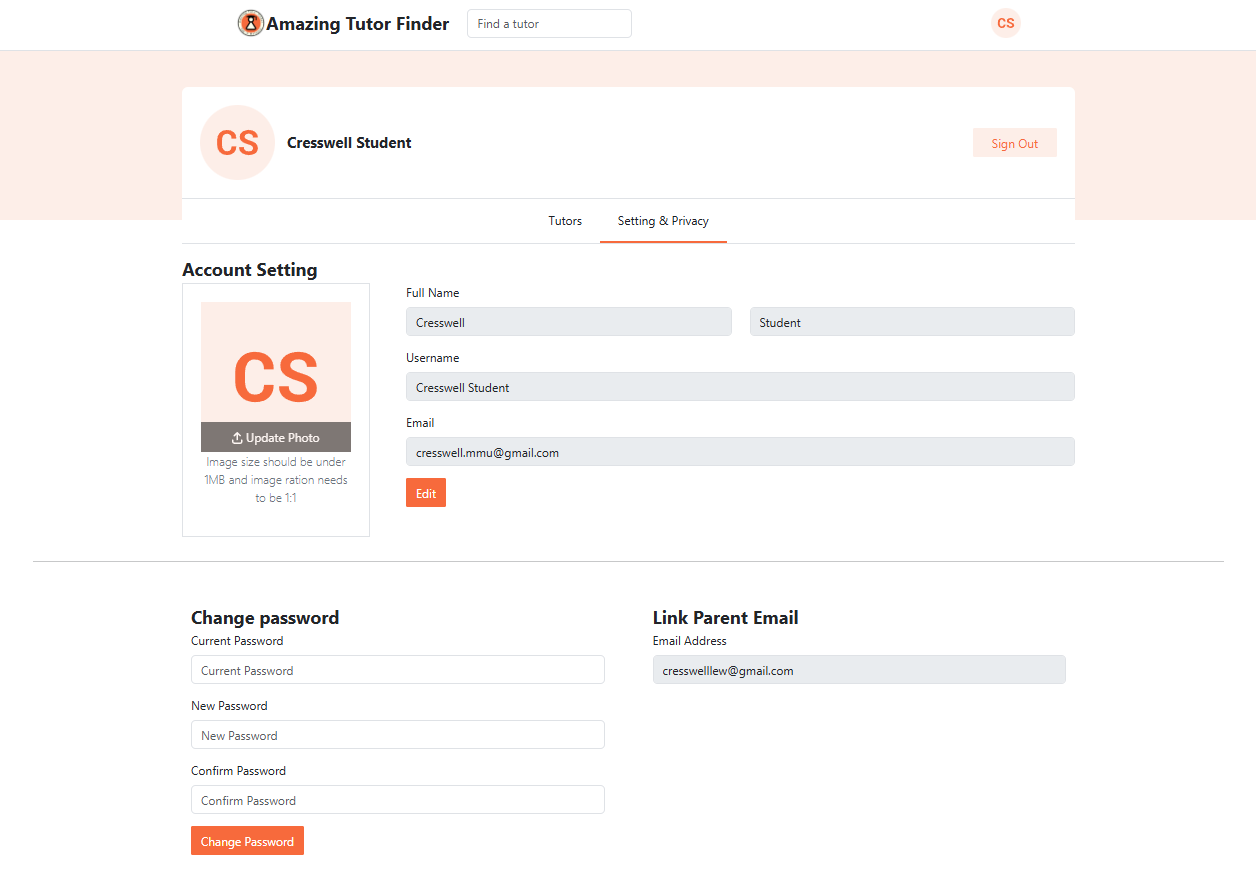 Amazing Tutor Finder
Find a tutor
CS
CS
Cresswell Student
Sign Out
Tutors
Setting & Privacy
Account Setting
CS
Update Photo
Image size should be under
1MB and image ration needs
to be 1:1
Full Name
Cresswell
Student
Username
Cresswell Student
Email
cresswell.mmu@gmail.com
Edit
Change password
Current Password
Current Password
New Password
New Password
Confirm Password
Confirm Password
Change Password
Link Parent Email
Email Address
cresswelllew@gmail.com